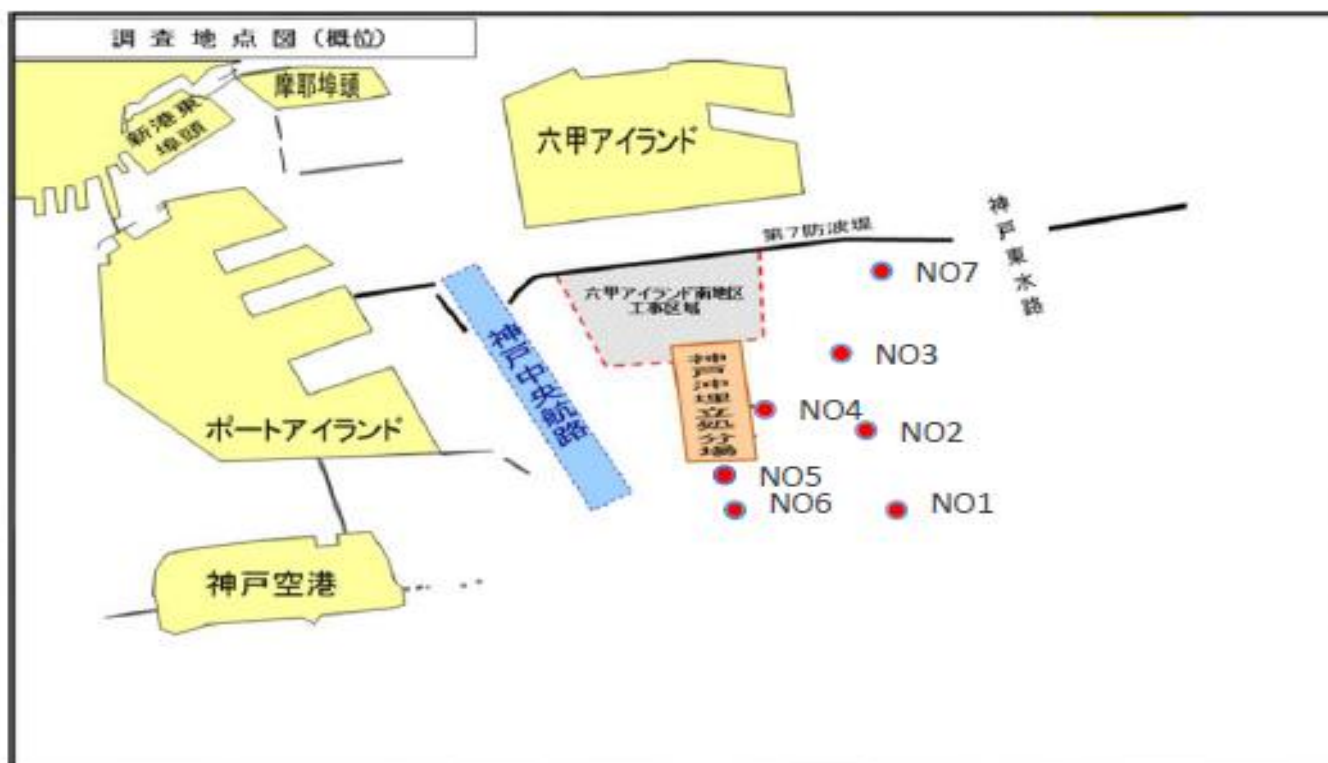 調査地点図(概位)
摩耶埠頭
新港東
埠頭
六甲アイランド
第7防波堤
神戸東水路
NO7
六甲アイランド南地区
工事区域
神戸中央航路
NO3
神戸沖埋立処分場
NO4
NO2
ポートアイランド
NO5
NO6
NO1
神戸空港